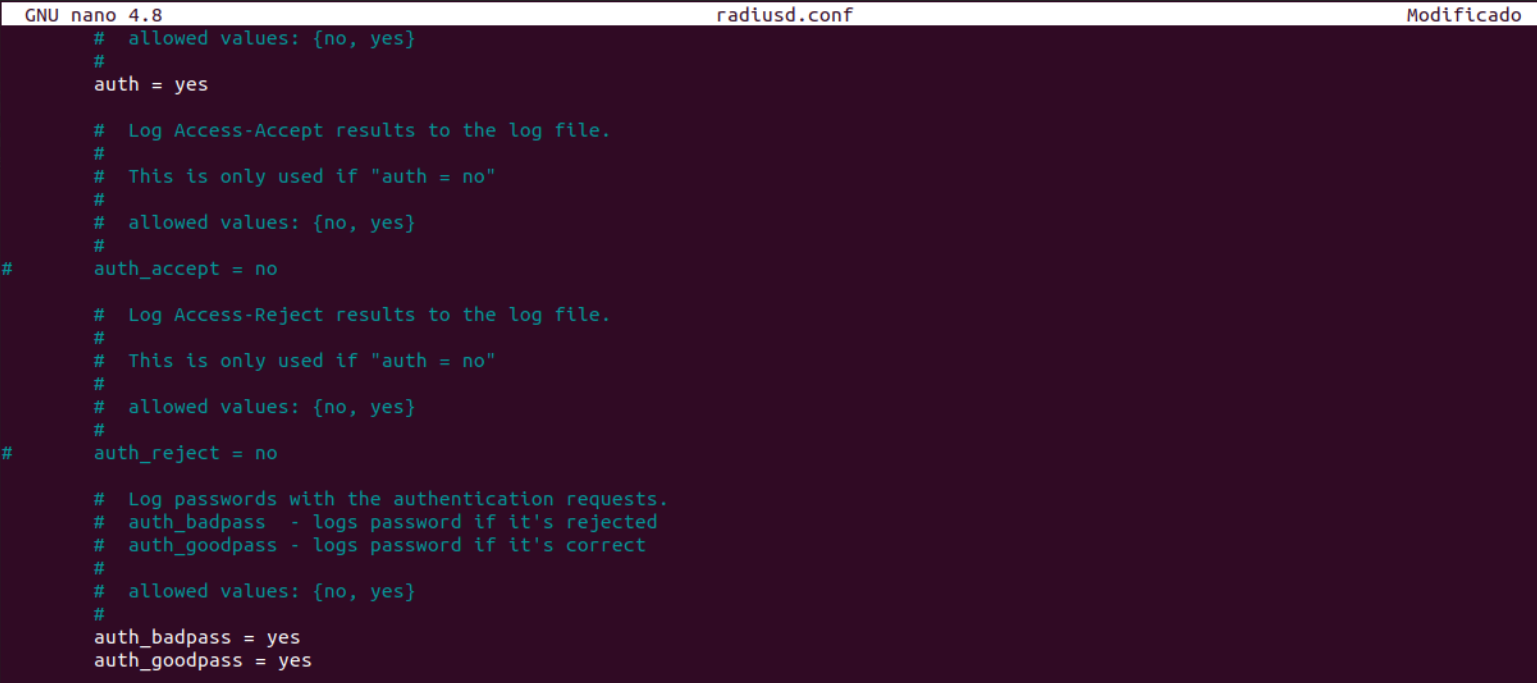 GNU nano 4.8 radiusd.conf Modificado
#  allowed values: {no, yes}
#
auth = yes
#  Log Access-Accept results to the log file.
#
#  This is only used if "auth = no"
#
#  allowed values: {no, yes}
#
#       auth_accept = no
#  Log Access-Reject results to the log file.
#
#  This is only used if "auth = no"
#
#  allowed values: {no, yes}
#
#       auth_reject = no
#  Log passwords with the authentication requests.
#  auth_badpass  - logs password if it's rejected
#  auth_goodpass - logs password if it's correct
#
#  allowed values: {no, yes}
#
auth_badpass = yes
auth_goodpass = yes